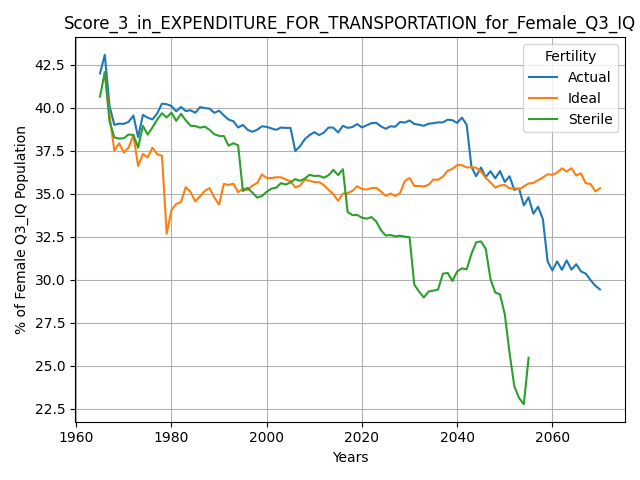 Score_3_in_EXPENDITURE_FOR_TRANSPORTATION_for_Female_Q3_IQ
Fertility
Actual
Ideal
Sterile
% of Female Q3_IQ Population
42.5
40.0
37.5
35.0
32.5
30.0
27.5
25.0
22.5
1960 1980 2000 2020 2040 2060
Years